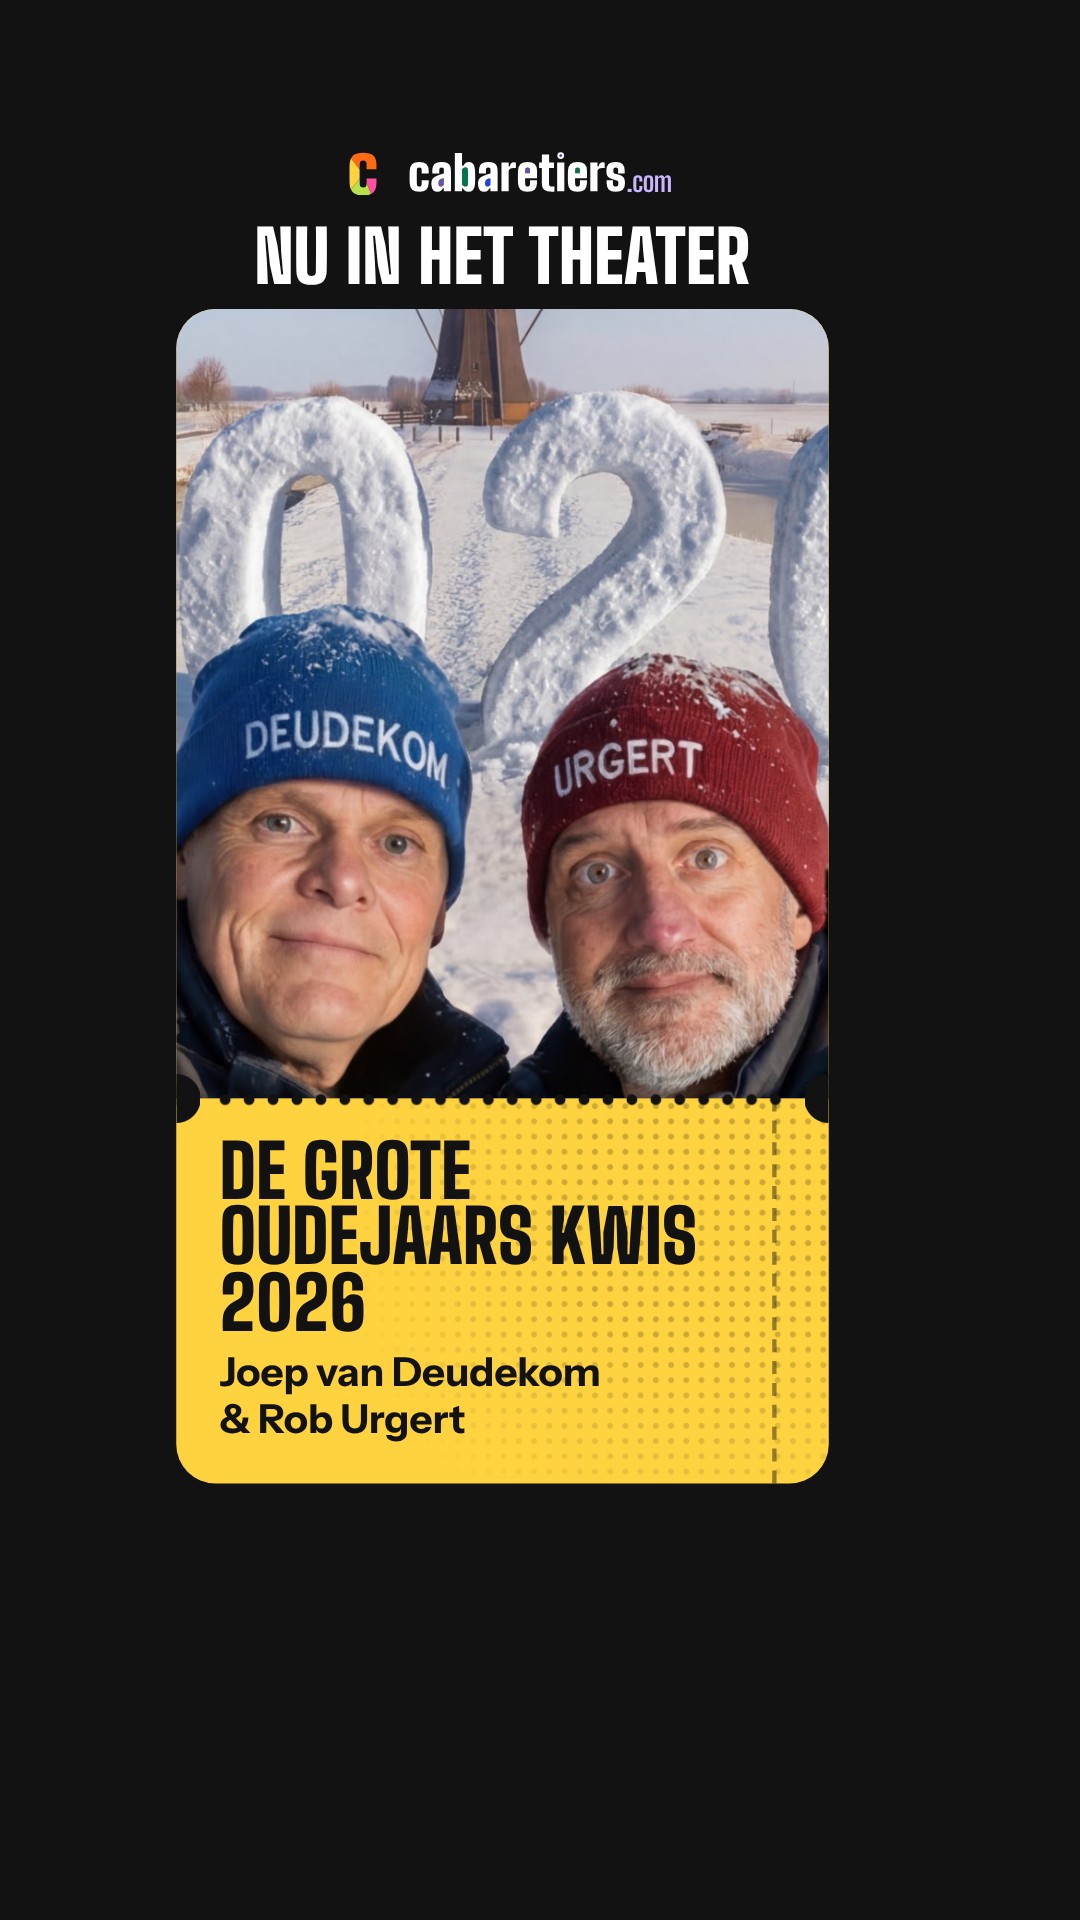 cabaretiers.com
NU IN HET THEATER
DEUDEKOM
URGERT
DE GROTE
OUDEJAARS KWIS
2026
Joep van Deudekom
& Rob Urgert